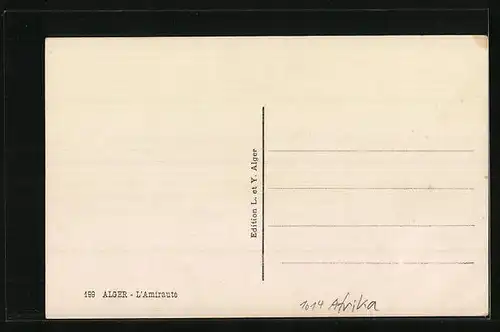 Edition L. et Y. Alger
199 ALGER - L'Amirauté
1014 Afrika